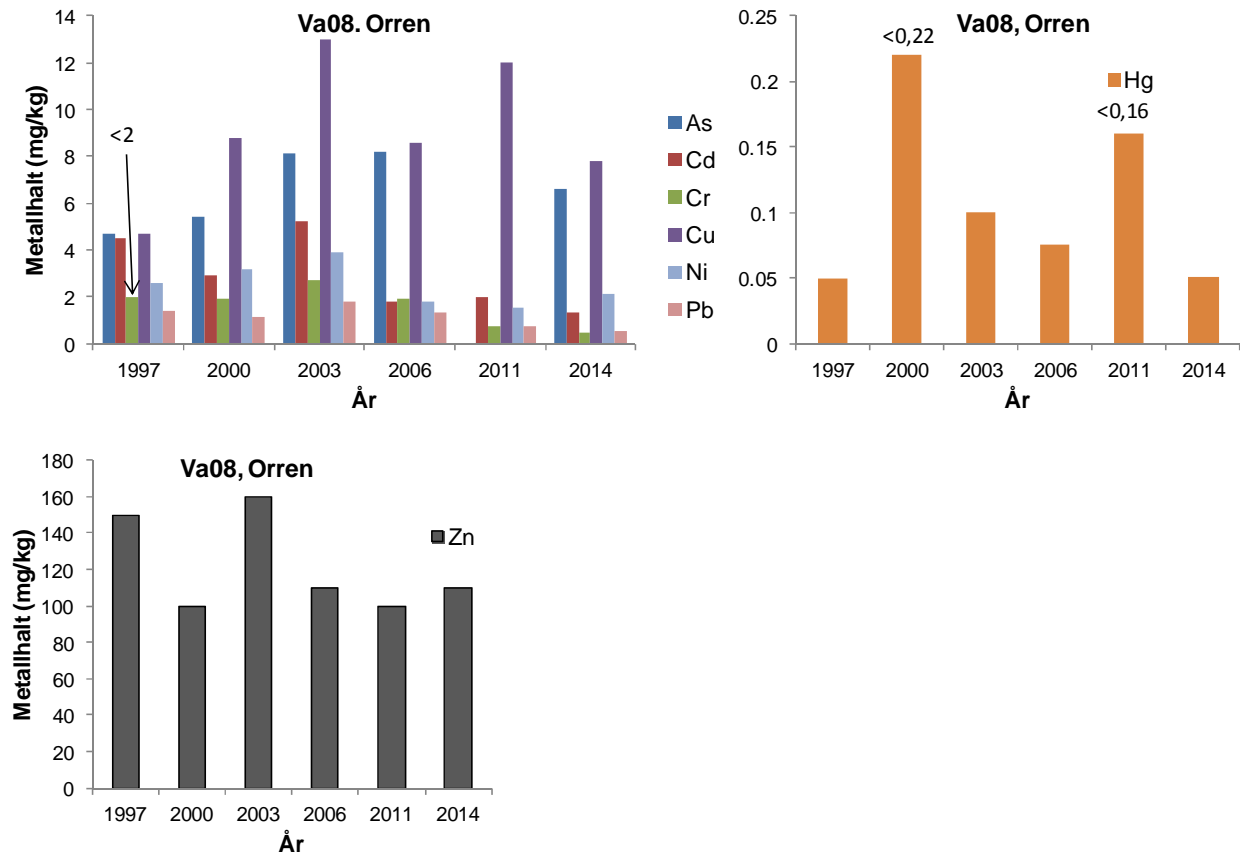 Va08. Orren
14
12
10
8
6
4
2
0
Metallhalt (mg/kg)
<2
1997 2000 2003 2006 2011 2014
År
As
Cd
Cr
Cu
Ni
Pb
Va08, Orren
0.25
0.2
0.15
0.1
0.05
0
<0,22
Hg
<0,16
1997 2000 2003 2006 2011 2014
År
Va08, Orren
180
160
140
120
100
80
60
40
20
0
Metallhalt (mg/kg)
Zn
1997 2000 2003 2006 2011 2014
År